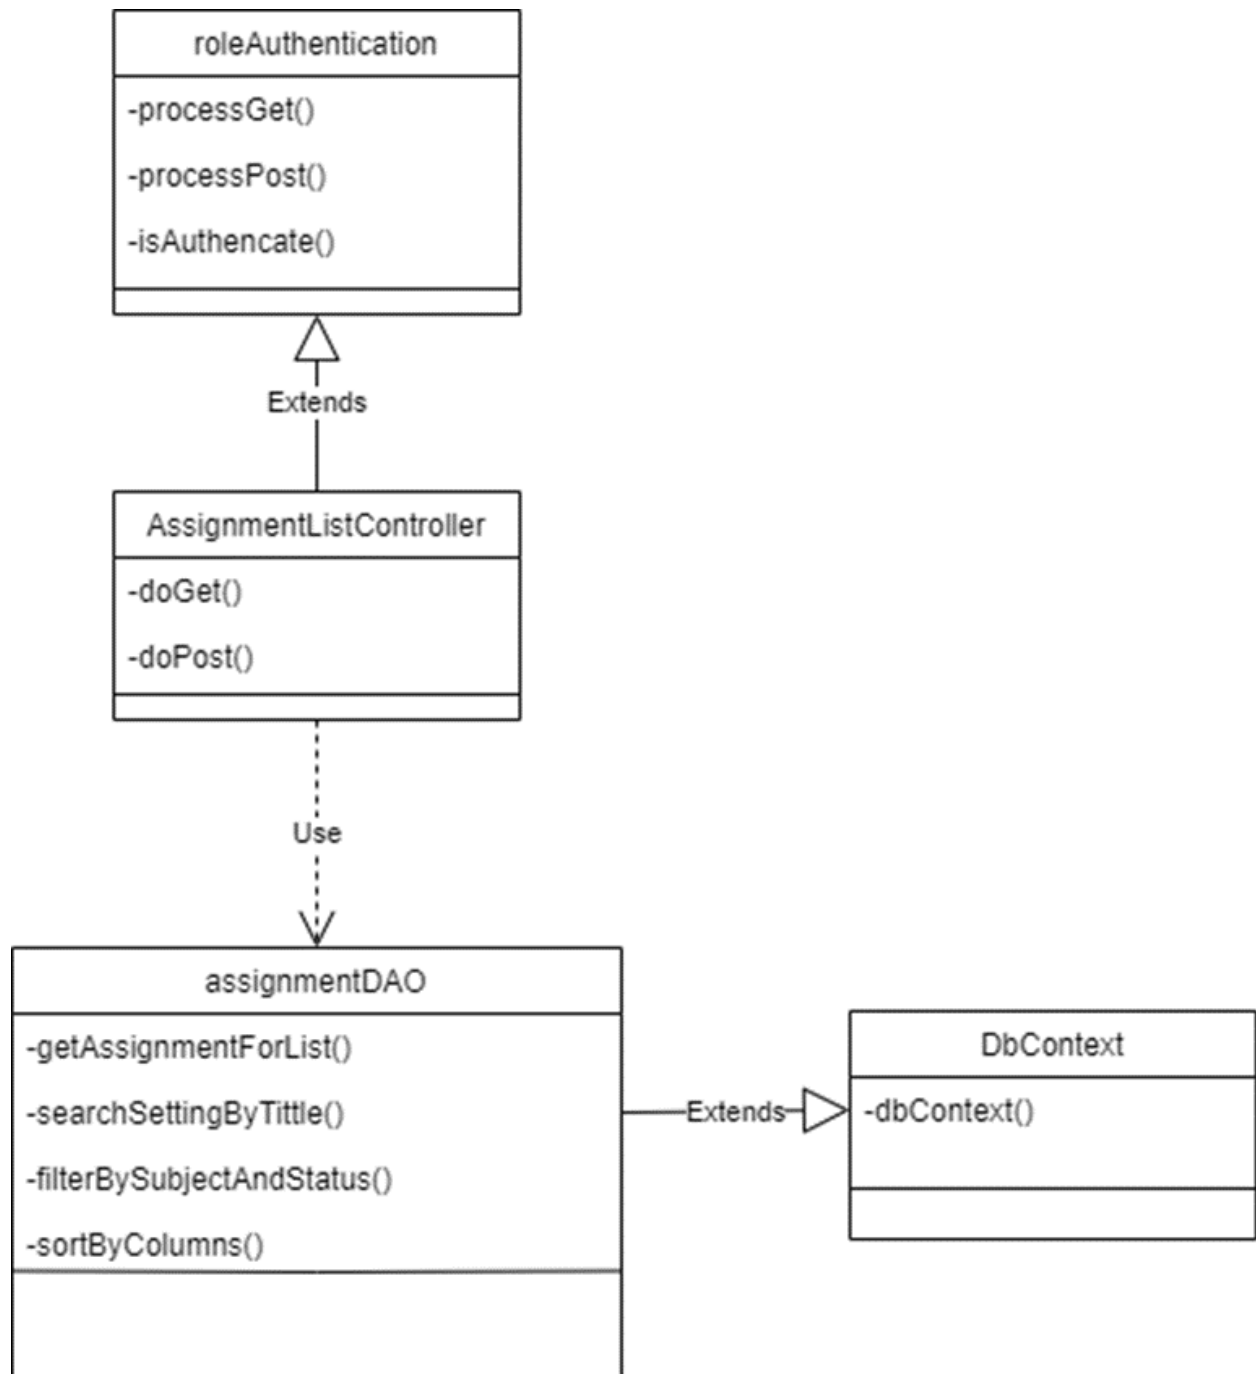 roleAuthentication
-processGet()
-processPost()
-isAuthencate()
Extends
AssignmentListController
-doGet()
-doPost()
Use
assignmentDAO
-getAssignmentForList()
-searchSettingByTittle()
-filterBySubjectAndStatus()
-sortByColumns()
Extends
DbContext
-dbContext()